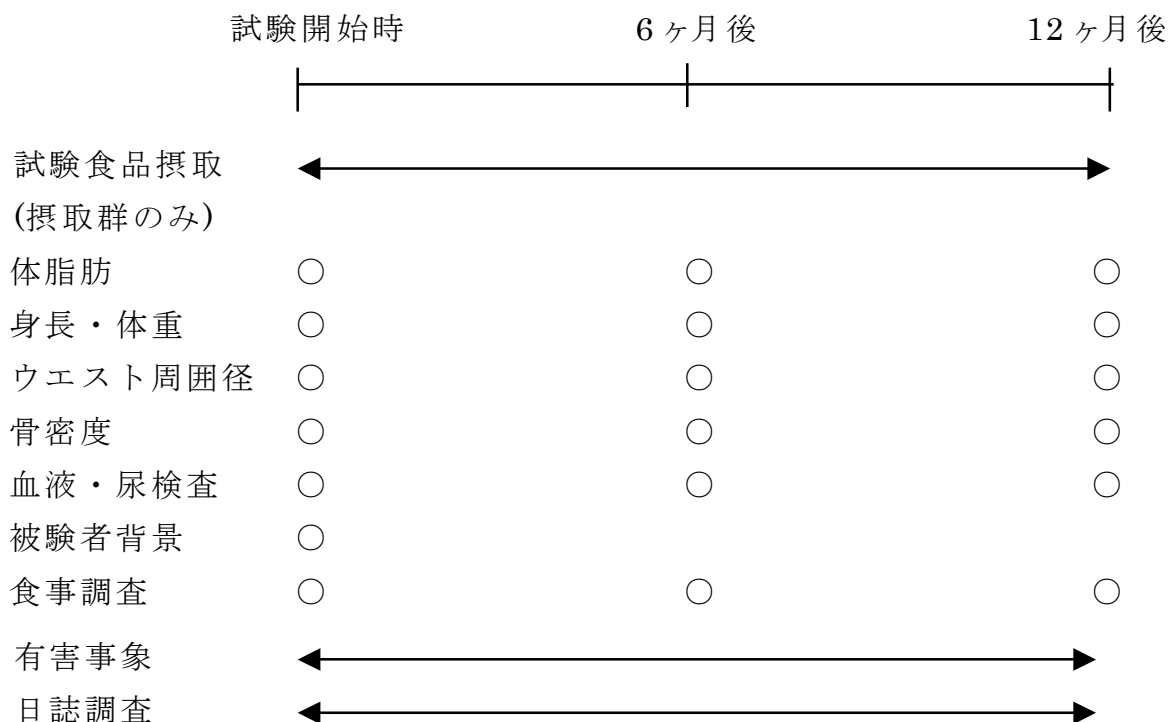 試験開始時 6ヶ月後 12ヶ月後
試験食品摂取
(摂取群のみ)
体脂肪 ○ ○ ○
身長・体重 ○ ○ ○
ウエスト周囲径 ○ ○ ○
骨密度 ○ ○ ○
血液・尿検査 ○ ○ ○
被験者背景 ○
食事調査 ○ ○ ○
有害事象
日誌調査